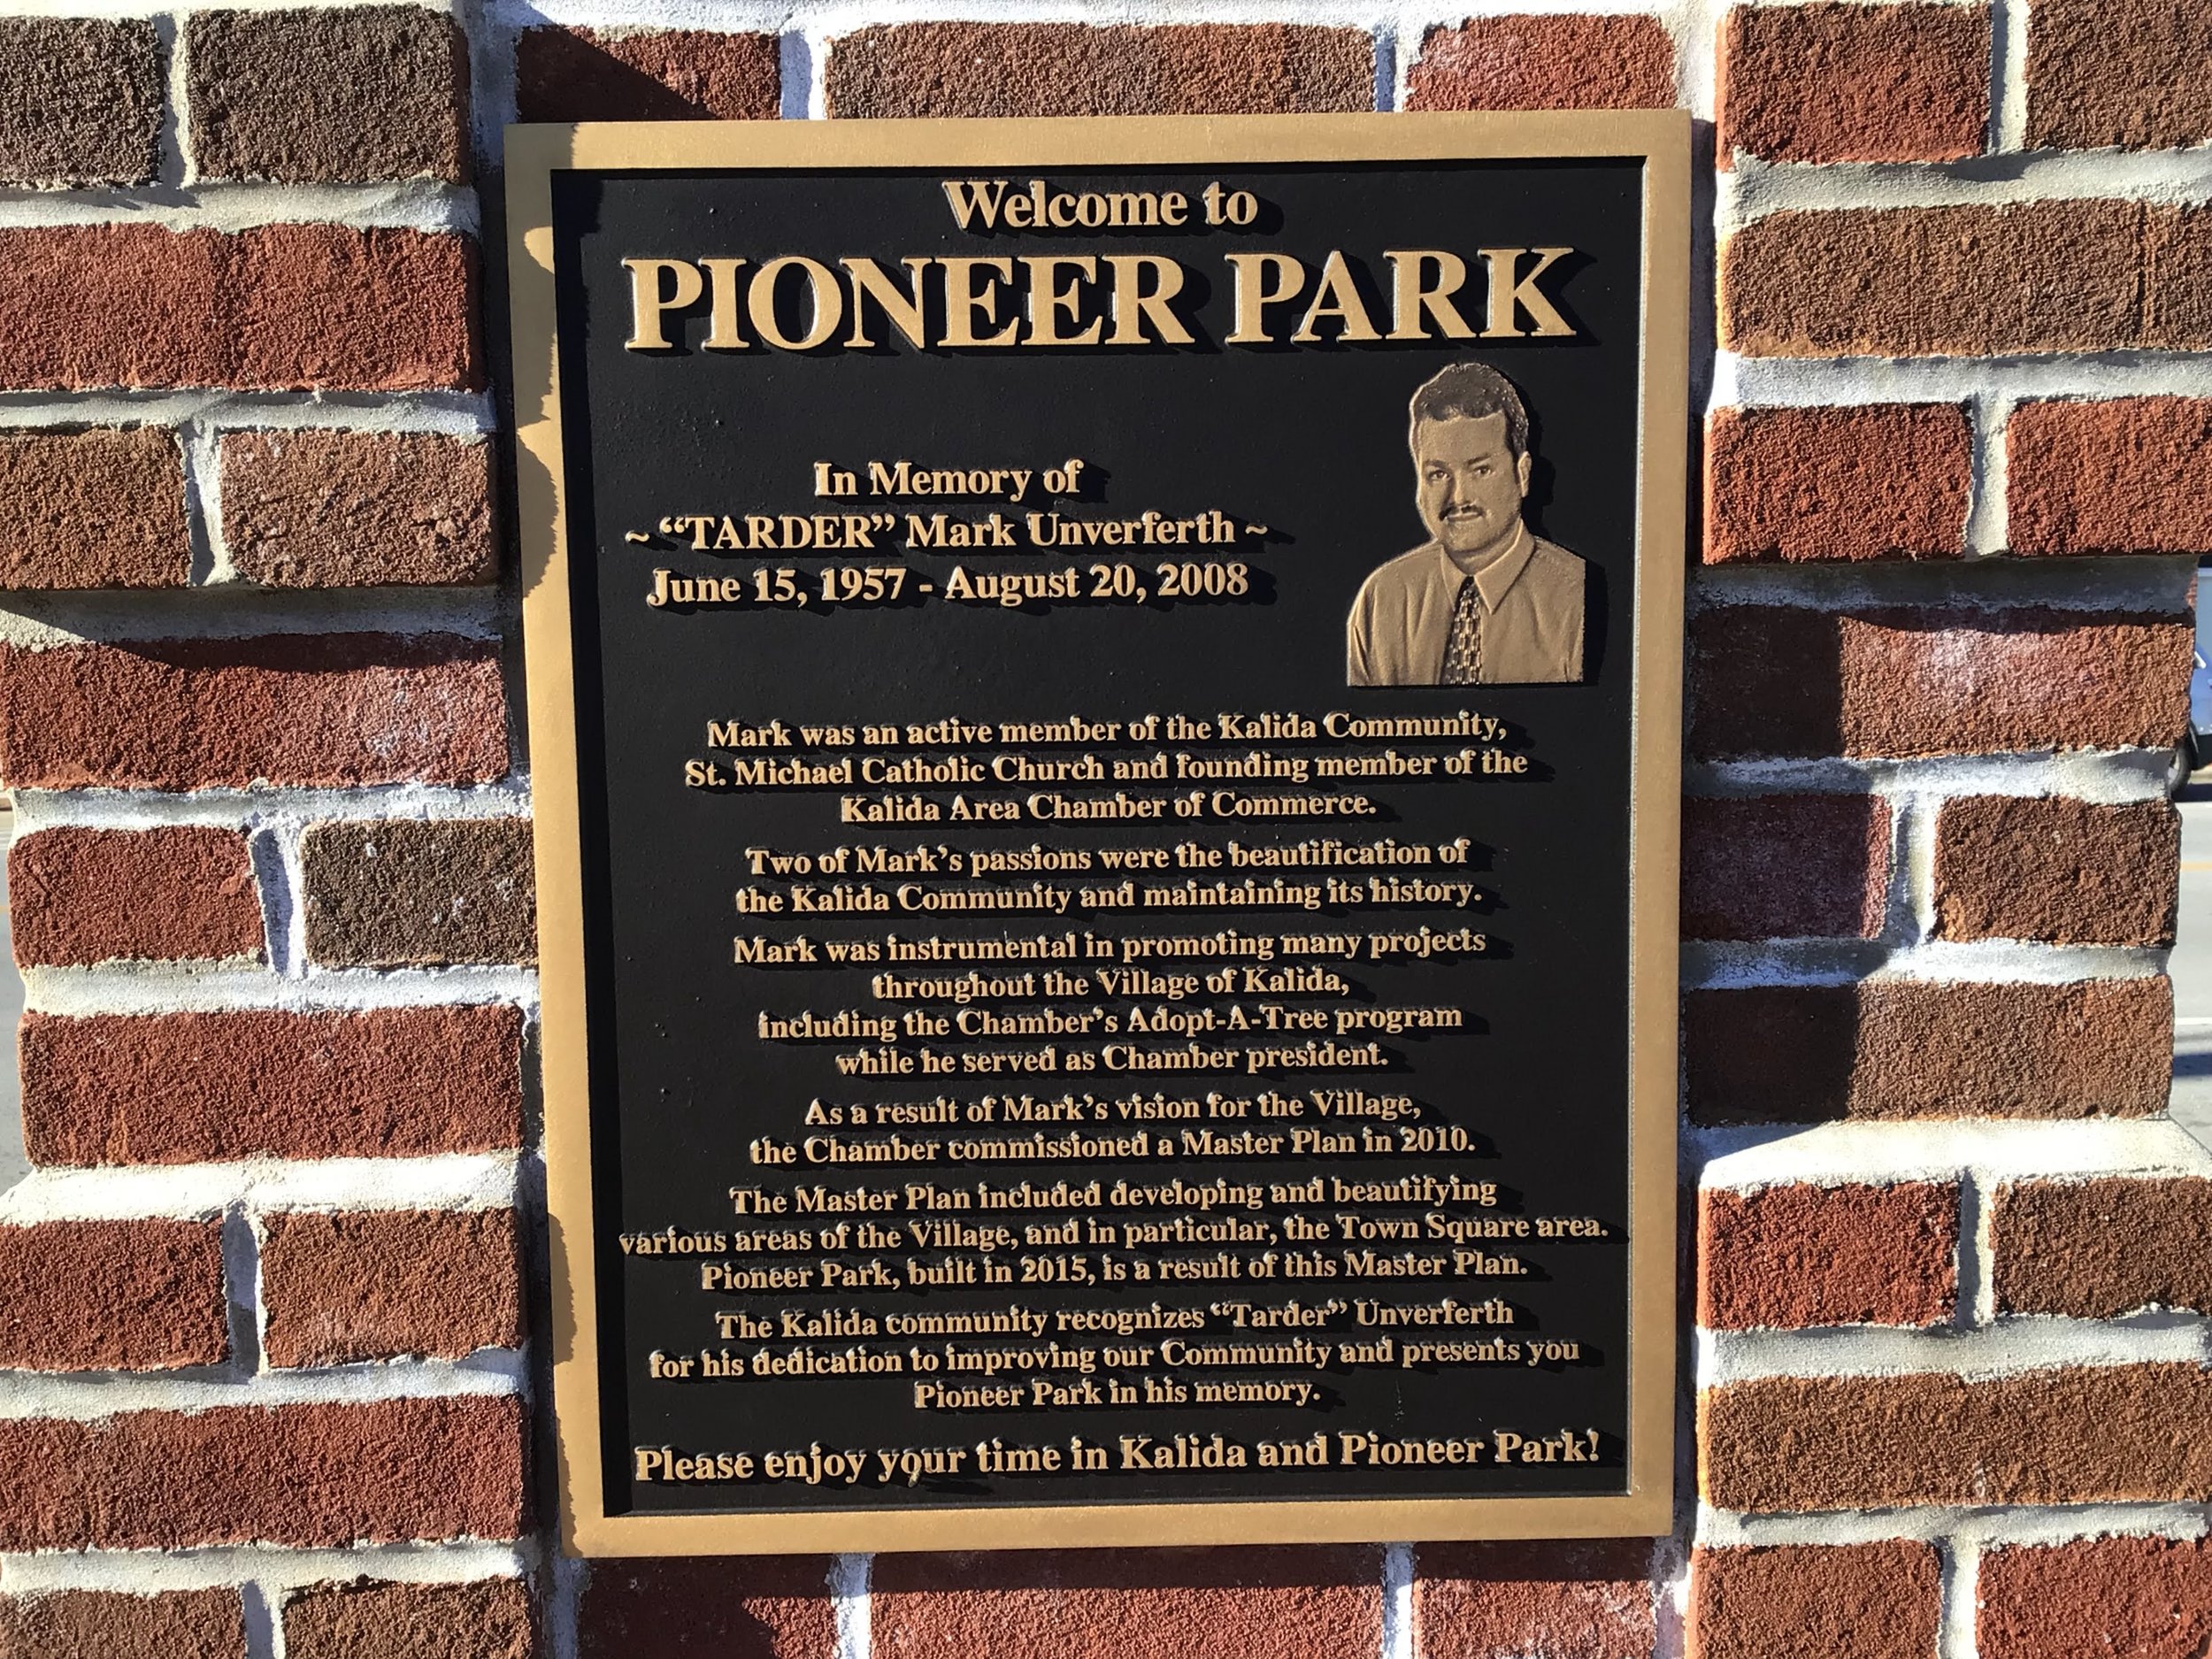 Welcome to
PIONEER PARK
In Memory of
~ “TARDER” Mark Unverferth ~
June 15, 1957 - August 20, 2008
Mark was an active member of the Kalida Community,
St. Michael Catholic Church and founding member of the
Kalida Area Chamber of Commerce.
Two of Mark’s passions were the beautification of
the Kalida Community and maintaining its history.
Mark was instrumental in promoting many projects
throughout the Village of Kalida,
including the Chamber’s Adopt-A-Tree program
while he served as Chamber president.
As a result of Mark’s vision for the Village,
the Chamber commissioned a Master Plan in 2010.
The Master Plan included developing and beautifying
various areas of the Village, and in particular, the Town Square area.
Pioneer Park, built in 2015, is a result of this Master Plan.
The Kalida community recognizes “Tarder” Unverferth
for his dedication to improving our Community and presents you
Pioneer Park in his memory.
Please enjoy your time in Kalida and Pioneer Park!